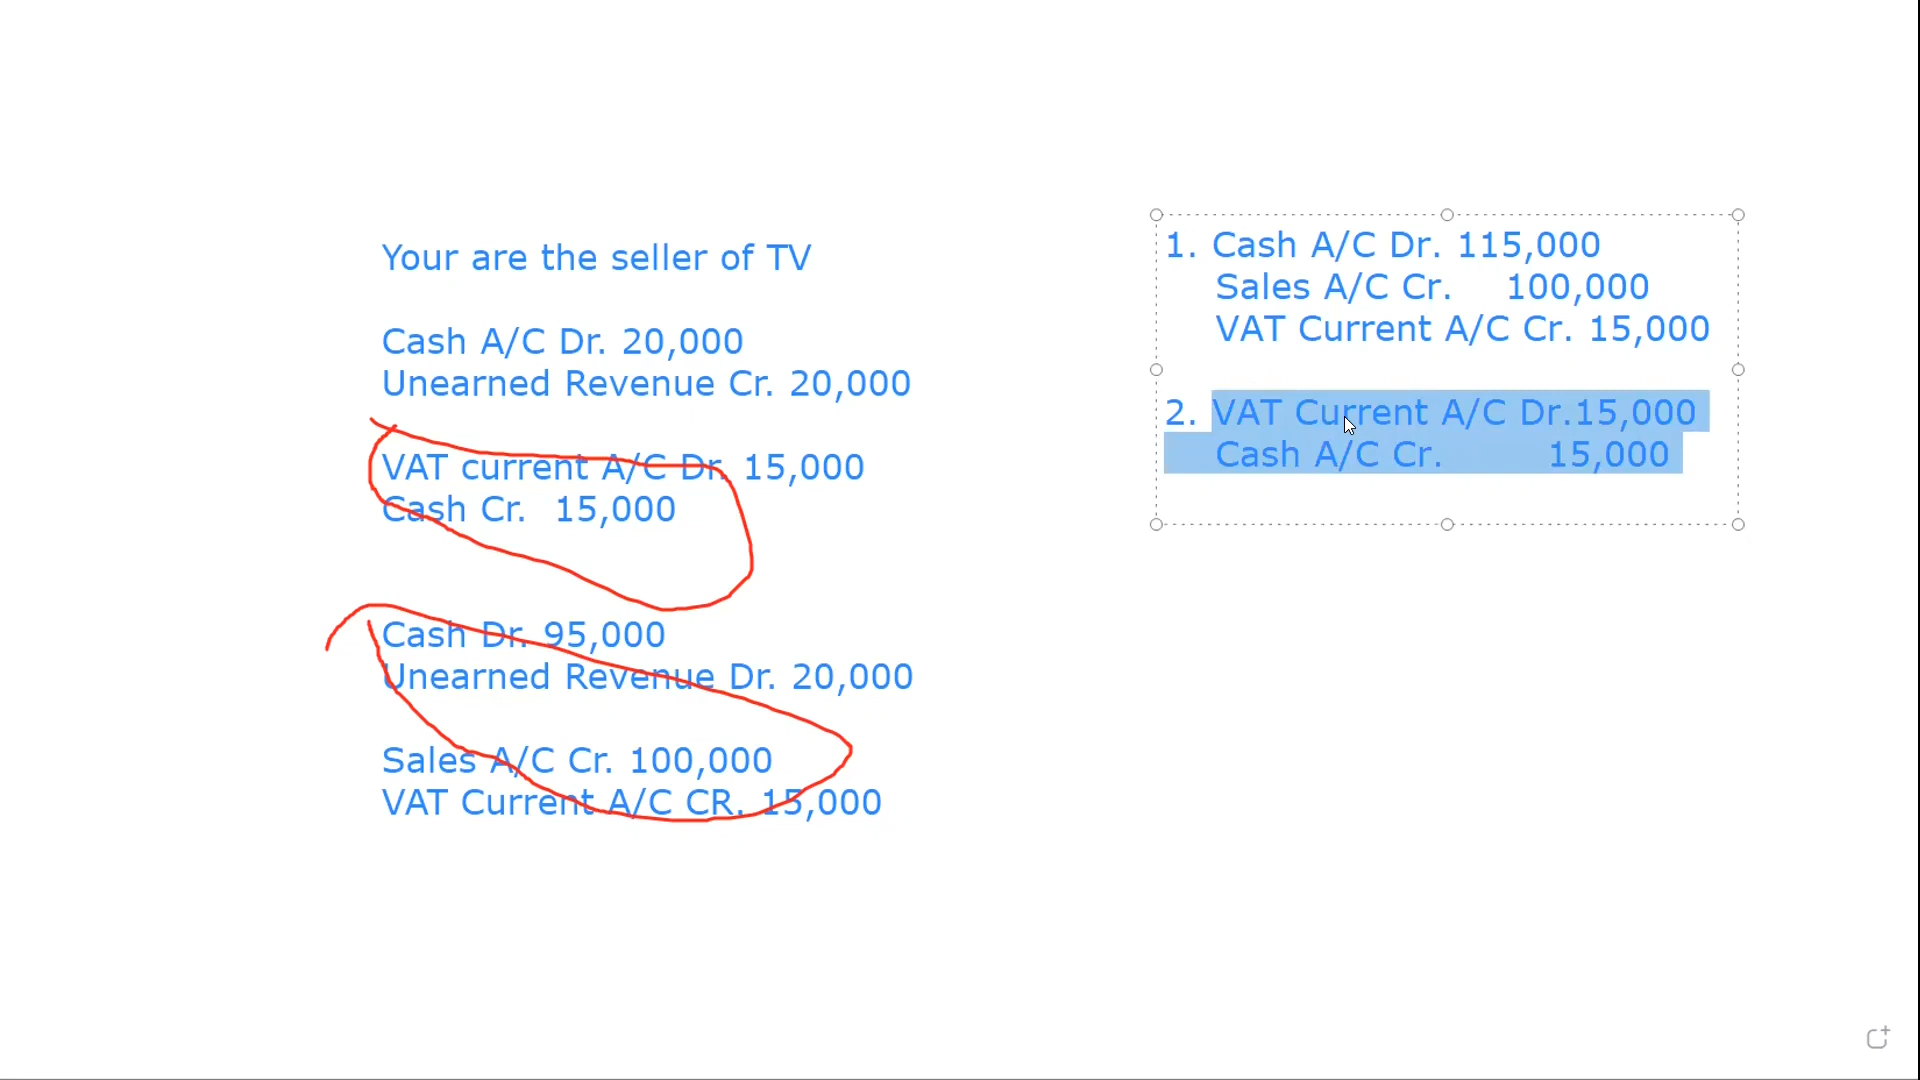 Your are the seller of TV
Cash A/C Dr. 20,000
Unearned Revenue Cr. 20,000
VAT current A/C Dr. 15,000
Cash Cr. 15,000
Cash Dr. 95,000
Unearned Revenue Dr. 20,000
Sales A/C Cr. 100,000
VAT Current A/C CR. 15,000
1. Cash A/C Dr. 115,000
Sales A/C Cr. 100,000
VAT Current A/C Cr. 15,000
2. VAT Current A/C Dr.15,000
Cash A/C Cr. 15,000